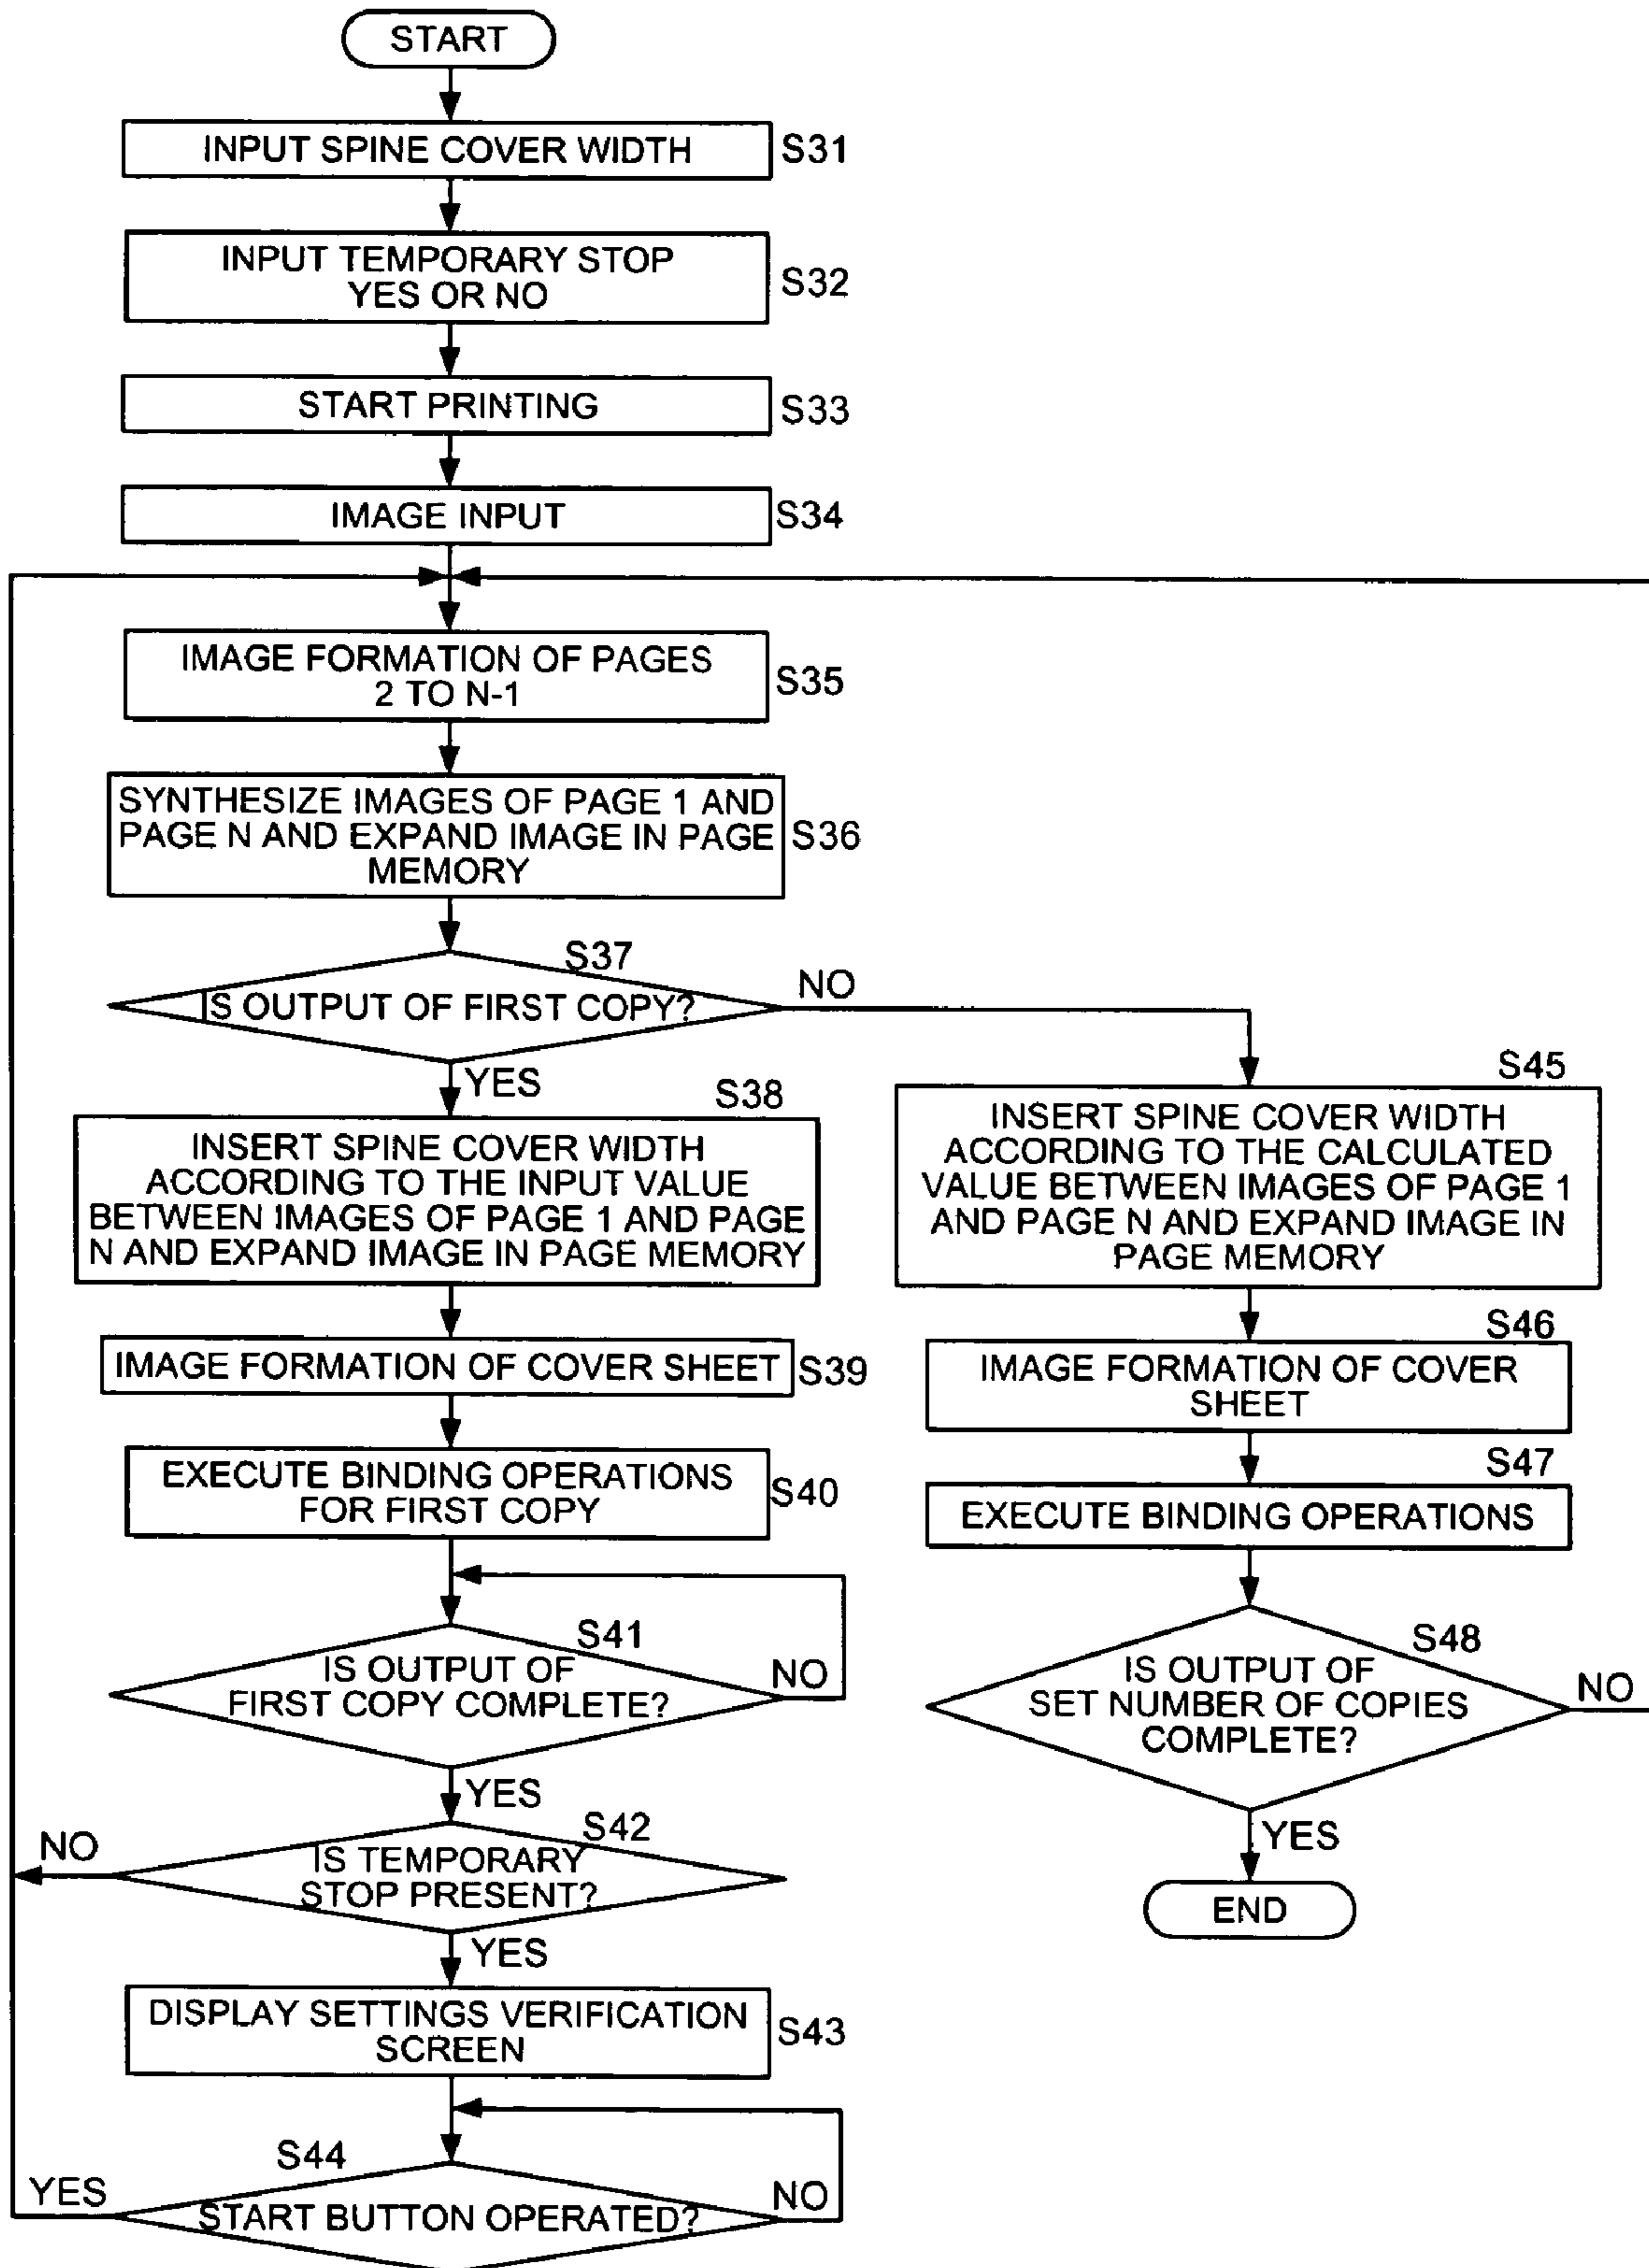 START
INPUT SPINE COVER WIDTH
S31
INPUT TEMPORARY STOP
YES OR NO
S32
START PRINTING
S33
IMAGE INPUT
S34
IMAGE FORMATION OF PAGES
2 TO N-1
S35
SYNTHESIZE IMAGES OF PAGE 1 AND
PAGE N AND EXPAND IMAGE IN PAGE
MEMORY
S36
S37
IS OUTPUT OF FIRST COPY?
NO
YES
S38
INSERT SPINE COVER WIDTH
ACCORDING TO THE INPUT VALUE
BETWEEN IMAGES OF PAGE 1 AND PAGE
N AND EXPAND IMAGE IN PAGE MEMORY
IMAGE FORMATION OF COVER SHEET
S39
EXECUTE BINDING OPERATIONS
FOR FIRST COPY
S40
S41
IS OUTPUT OF
FIRST COPY COMPLETE?
NO
YES
S42
NO
IS TEMPORARY
STOP PRESENT?
YES
DISPLAY SETTINGS VERIFICATION
SCREEN
S43
S44
YES
START BUTTON OPERATED?
NO
S45
INSERT SPINE COVER WIDTH
ACCORDING TO THE CALCULATED
VALUE BETWEEN IMAGES OF PAGE 1
AND PAGE N AND EXPAND IMAGE IN
PAGE MEMORY
S46
IMAGE FORMATION OF COVER
SHEET
S47
EXECUTE BINDING OPERATIONS
S48
IS OUTPUT OF
SET NUMBER OF COPIES
COMPLETE?
NO
YES
END